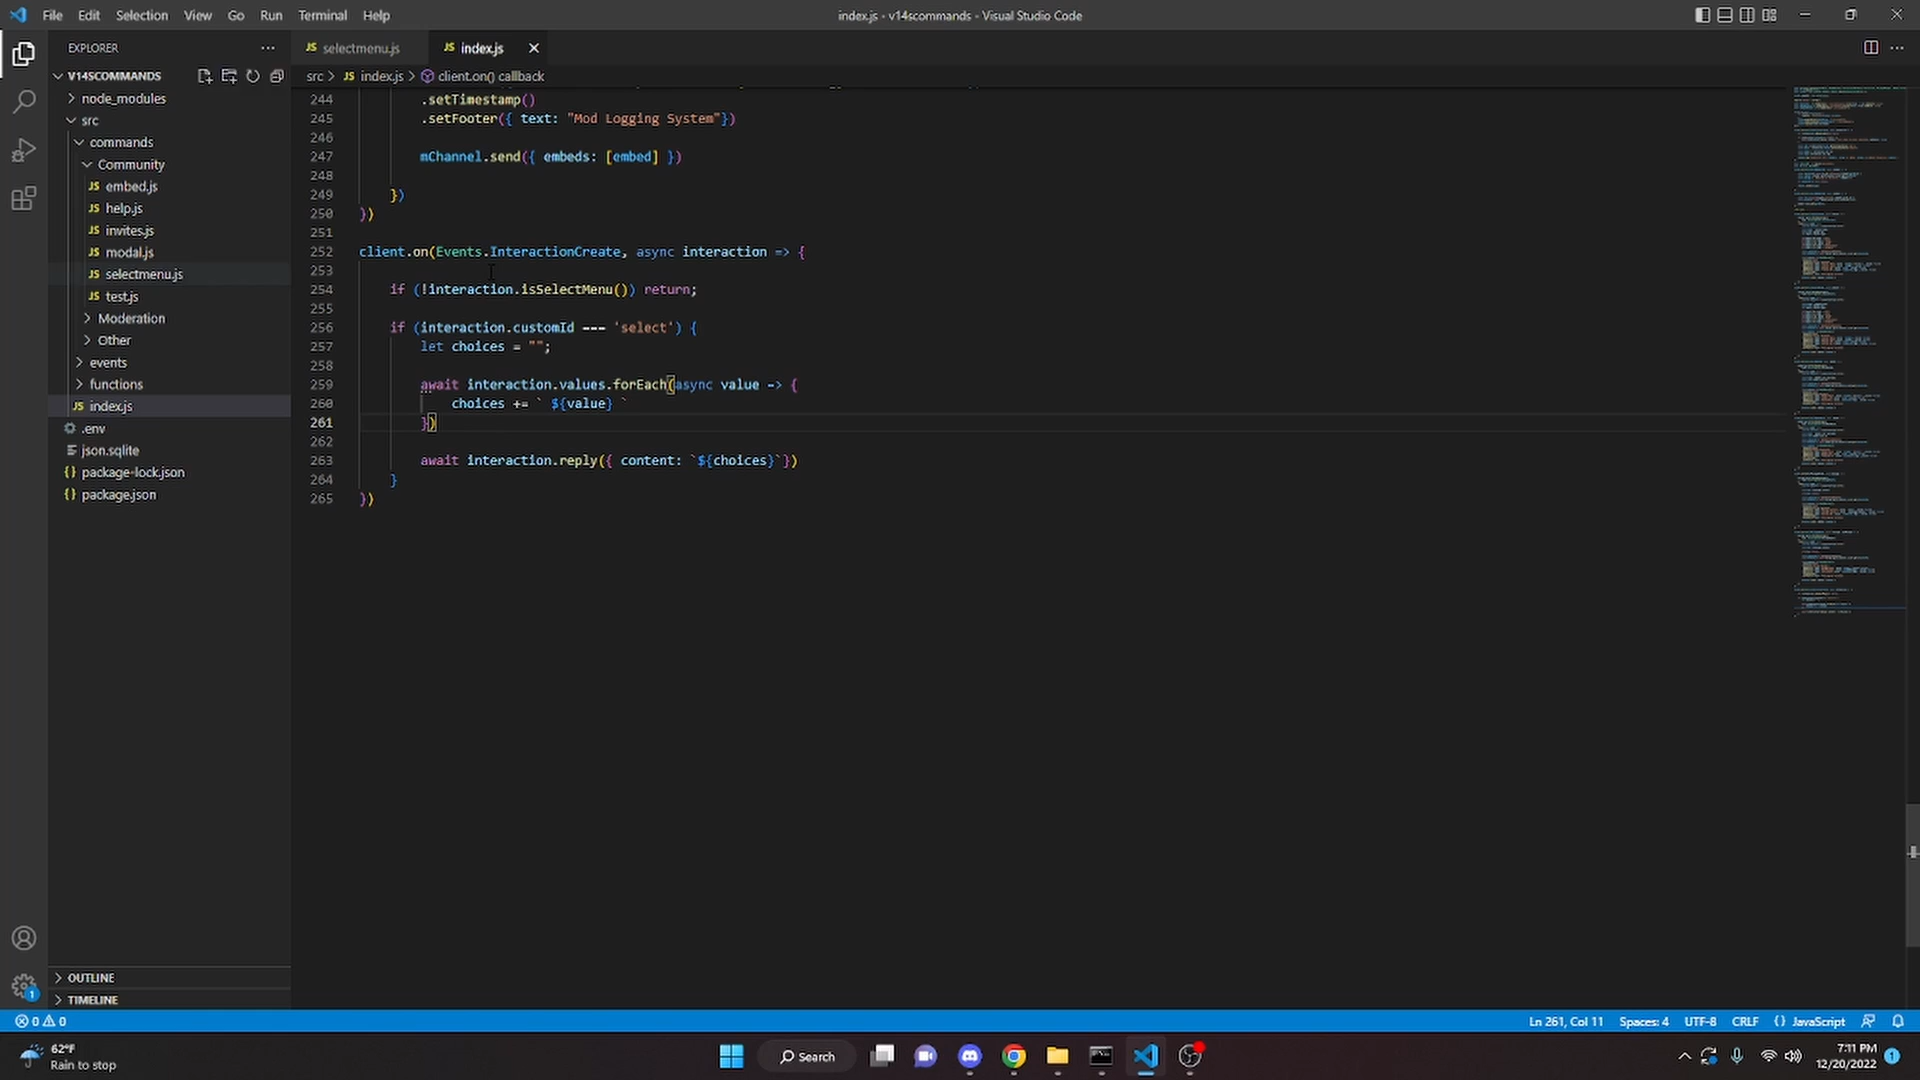 File Edit Selection View Go Run Terminal Help
index.js - v14scommands - Visual Studio Code
EXPLORER
V14SCOMMANDS
node_modules
src
commands
Community
embed.js
help.js
invites.js
modal.js
selectmenu.js
test.js
Moderation
Other
events
functions
JS index.js
.env
json.sqlite
package-lock.json
package.json
OUTLINE
TIMELINE
JS selectmenu.js JS index.js
src > JS index.js > client.on() callback
244 .setTimestamp()
245 .setFooter({ text: "Mod Logging System"})
246
247 mChannel.send({ embeds: [embed] })
248
249 })
250 })
251
252 client.on(Events.InteractionCreate, async interaction => {
253
254 if (!interaction.isSelectMenu()) return;
255
256 if (interaction.customId === 'select') {
257 let choices = "";
258
259 await interaction.values.forEach(async value => {
260 choices += ` ${value} `
261 })
262
263 await interaction.reply({ content: `${choices}`})
264 }
265 })
0 0
Ln 261, Col 11 Spaces: 4 UTF-8 CRLF {} JavaScript
62°F
Rain to stop
Search
7:11 PM
12/20/2022
1